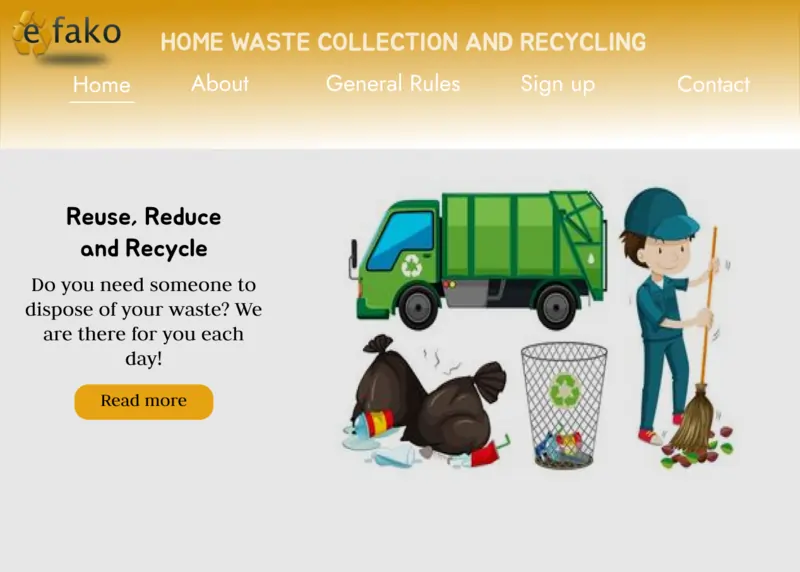 e fako
HOME WASTE COLLECTION AND RECYCLING
Home About General Rules Sign up Contact
Reuse, Reduce
and Recycle
Do you need someone to
dispose of your waste? We
are there for you each
day!
Read more